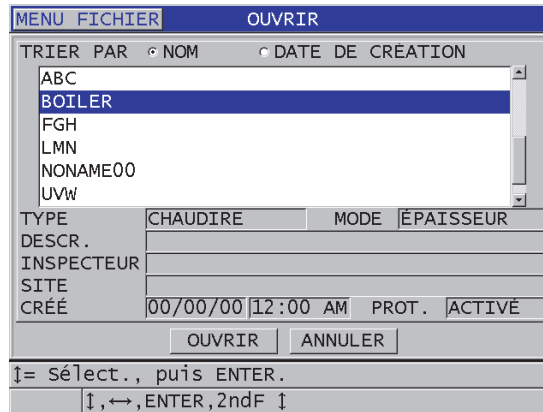 MENU FICHIER OUVRIR
TRIER PAR NOM DATE DE CRÉATION
ABC
BOILER
FGH
LMN
NONAME00
UVW
TYPE CHAUDIRE MODE ÉPAISSEUR
DESCR.
INSPECTEUR
SITE
CRÉÉ 00/00/00 12:00 AM PROT. ACTIVÉ
OUVRIR ANNULER
↕= Sélect., puis ENTER.
↕,↔,ENTER,2ndF ↕